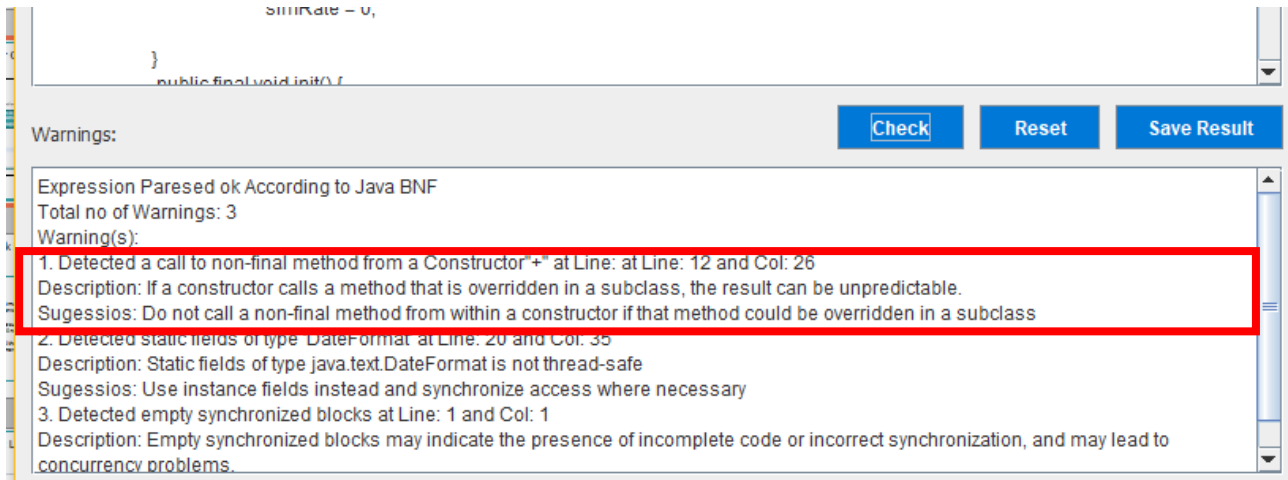 simRate = 0;
}
public final void init() {
Warnings:
Check
Reset
Save Result
Expression Paresed ok According to Java BNF
Total no of Warnings: 3
Warning(s):
1. Detected a call to non-final method from a Constructor"+" at Line: at Line: 12 and Col: 26
Description: If a constructor calls a method that is overridden in a subclass, the result can be unpredictable.
Sugessios: Do not call a non-final method from within a constructor if that method could be overridden in a subclass
2. Detected static fields of type 'DateFormat' at Line: 20 and Col: 35
Description: Static fields of type java.text.DateFormat is not thread-safe
Sugessios: Use instance fields instead and synchronize access where necessary
3. Detected empty synchronized blocks at Line: 1 and Col: 1
Description: Empty synchronized blocks may indicate the presence of incomplete code or incorrect synchronization, and may lead to
concurrency problems.